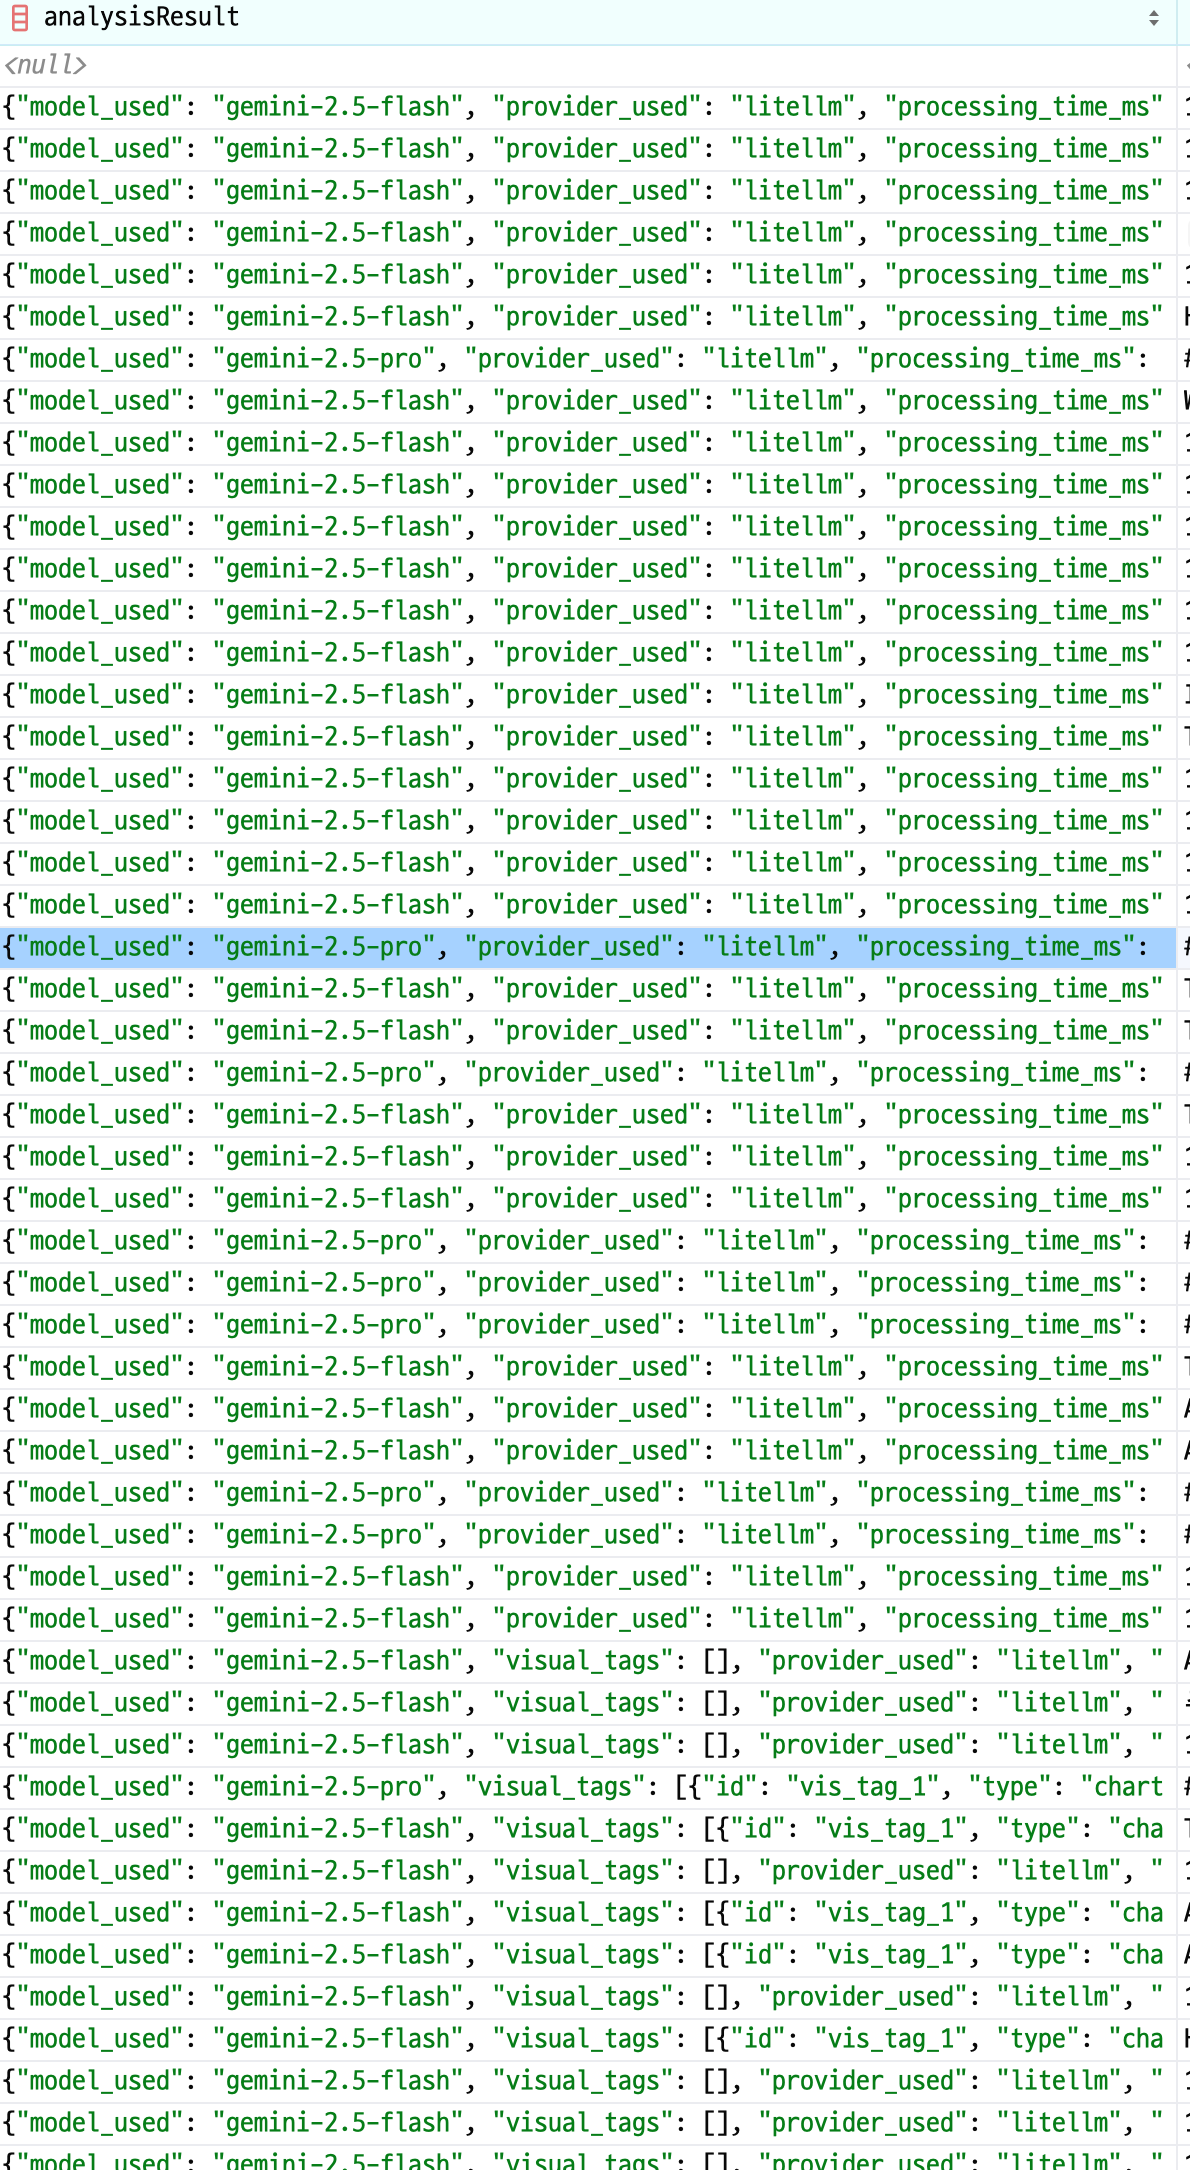 analysisResult
<null>
{"model_used": "gemini-2.5-flash", "provider_used": "litellm", "processing_time_ms"
{"model_used": "gemini-2.5-flash", "provider_used": "litellm", "processing_time_ms"
{"model_used": "gemini-2.5-flash", "provider_used": "litellm", "processing_time_ms"
{"model_used": "gemini-2.5-flash", "provider_used": "litellm", "processing_time_ms"
{"model_used": "gemini-2.5-flash", "provider_used": "litellm", "processing_time_ms"
{"model_used": "gemini-2.5-flash", "provider_used": "litellm", "processing_time_ms"
{"model_used": "gemini-2.5-pro", "provider_used": "litellm", "processing_time_ms":
{"model_used": "gemini-2.5-flash", "provider_used": "litellm", "processing_time_ms"
{"model_used": "gemini-2.5-flash", "provider_used": "litellm", "processing_time_ms"
{"model_used": "gemini-2.5-flash", "provider_used": "litellm", "processing_time_ms"
{"model_used": "gemini-2.5-flash", "provider_used": "litellm", "processing_time_ms"
{"model_used": "gemini-2.5-flash", "provider_used": "litellm", "processing_time_ms"
{"model_used": "gemini-2.5-flash", "provider_used": "litellm", "processing_time_ms"
{"model_used": "gemini-2.5-flash", "provider_used": "litellm", "processing_time_ms"
{"model_used": "gemini-2.5-flash", "provider_used": "litellm", "processing_time_ms"
{"model_used": "gemini-2.5-flash", "provider_used": "litellm", "processing_time_ms"
{"model_used": "gemini-2.5-flash", "provider_used": "litellm", "processing_time_ms"
{"model_used": "gemini-2.5-flash", "provider_used": "litellm", "processing_time_ms"
{"model_used": "gemini-2.5-flash", "provider_used": "litellm", "processing_time_ms"
{"model_used": "gemini-2.5-flash", "provider_used": "litellm", "processing_time_ms"
{"model_used": "gemini-2.5-pro", "provider_used": "litellm", "processing_time_ms":
{"model_used": "gemini-2.5-flash", "provider_used": "litellm", "processing_time_ms"
{"model_used": "gemini-2.5-flash", "provider_used": "litellm", "processing_time_ms"
{"model_used": "gemini-2.5-pro", "provider_used": "litellm", "processing_time_ms":
{"model_used": "gemini-2.5-flash", "provider_used": "litellm", "processing_time_ms"
{"model_used": "gemini-2.5-flash", "provider_used": "litellm", "processing_time_ms"
{"model_used": "gemini-2.5-flash", "provider_used": "litellm", "processing_time_ms"
{"model_used": "gemini-2.5-pro", "provider_used": "litellm", "processing_time_ms":
{"model_used": "gemini-2.5-pro", "provider_used": "litellm", "processing_time_ms":
{"model_used": "gemini-2.5-pro", "provider_used": "litellm", "processing_time_ms":
{"model_used": "gemini-2.5-flash", "provider_used": "litellm", "processing_time_ms"
{"model_used": "gemini-2.5-flash", "provider_used": "litellm", "processing_time_ms"
{"model_used": "gemini-2.5-flash", "provider_used": "litellm", "processing_time_ms"
{"model_used": "gemini-2.5-pro", "provider_used": "litellm", "processing_time_ms":
{"model_used": "gemini-2.5-pro", "provider_used": "litellm", "processing_time_ms":
{"model_used": "gemini-2.5-flash", "provider_used": "litellm", "processing_time_ms"
{"model_used": "gemini-2.5-flash", "provider_used": "litellm", "processing_time_ms"
{"model_used": "gemini-2.5-flash", "visual_tags": [], "provider_used": "litellm", "
{"model_used": "gemini-2.5-flash", "visual_tags": [], "provider_used": "litellm", "
{"model_used": "gemini-2.5-flash", "visual_tags": [], "provider_used": "litellm", "
{"model_used": "gemini-2.5-pro", "visual_tags": [{"id": "vis_tag_1", "type": "chart
{"model_used": "gemini-2.5-flash", "visual_tags": [{"id": "vis_tag_1", "type": "cha
{"model_used": "gemini-2.5-flash", "visual_tags": [], "provider_used": "litellm", "
{"model_used": "gemini-2.5-flash", "visual_tags": [{"id": "vis_tag_1", "type": "cha
{"model_used": "gemini-2.5-flash", "visual_tags": [{"id": "vis_tag_1", "type": "cha
{"model_used": "gemini-2.5-flash", "visual_tags": [], "provider_used": "litellm", "
{"model_used": "gemini-2.5-flash", "visual_tags": [{"id": "vis_tag_1", "type": "cha
{"model_used": "gemini-2.5-flash", "visual_tags": [], "provider_used": "litellm", "
{"model_used": "gemini-2.5-flash", "visual_tags": [], "provider_used": "litellm", "
{"model_used": "gemini-2.5-flash", "visual_tags": [], "provider_used": "litellm", "